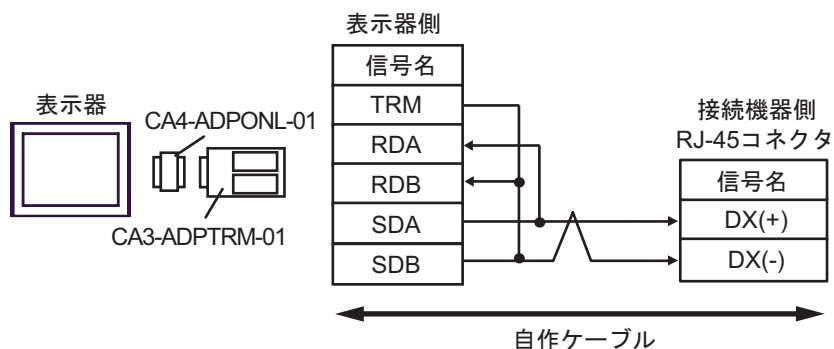 表示器
CA4-ADPONL-01
CA3-ADPTRM-01
表示器側
信号名
TRM
RDA
RDB
SDA
SDB
接続機器側
RJ-45コネクタ
信号名
DX(+)
DX(-)
自作ケーブル